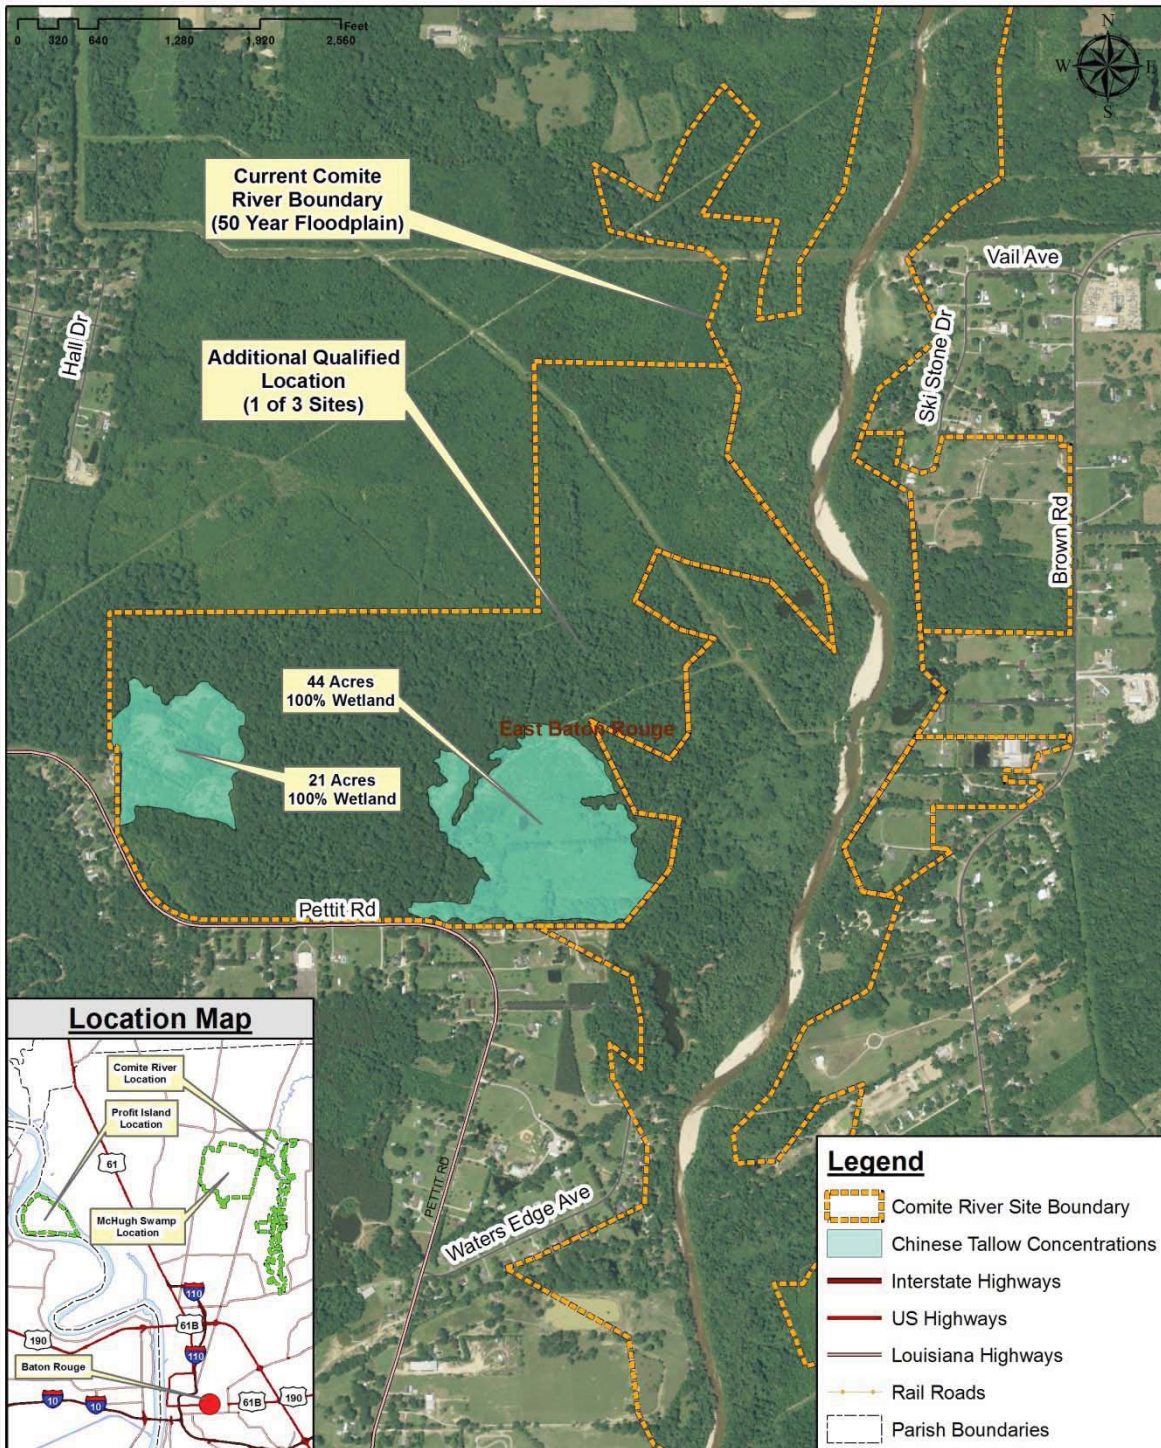 Feet
0 320 640 1,280 1,920 2,560
N
W E
S
Current Comite
River Boundary
(50 Year Floodplain)
Vail Ave
Hall Dr
Ski Stone Dr
Additional Qualified
Location
(1 of 3 Sites)
Brown Rd
44 Acres
100% Wetland
East Baton Rouge
21 Acres
100% Wetland
Pettit Rd
PETTIT RD
Waters Edge Ave
Location Map
Comite River
Location
Profit Island
Location
61
McHugh Swamp
Location
110
61B
190
110
Baton Rouge
10
10
61B
190
Legend
Comite River Site Boundary
Chinese Tallow Concentrations
Interstate Highways
US Highways
Louisiana Highways
Rail Roads
Parish Boundaries